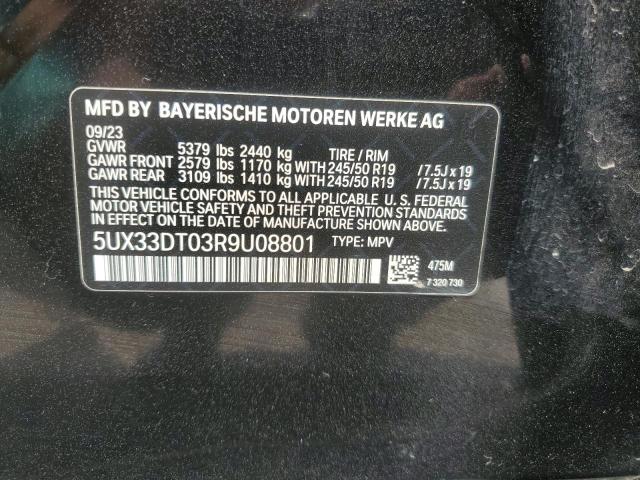 MFD BY BAYERISCHE MOTOREN WERKE AG
09/23
GVWR 5379 lbs 2440 kg TIRE / RIM
GAWR FRONT 2579 lbs 1170 kg WITH 245/50 R19 / 7.5J x 19
GAWR REAR 3109 lbs 1410 kg WITH 245/50 R19 / 7.5J x 19
THIS VEHICLE CONFORMS TO ALL APPLICABLE U. S. FEDERAL
MOTOR VEHICLE SAFETY AND THEFT PREVENTION STANDARDS
IN EFFECT ON THE DATE OF MANUFACTURE SHOWN ABOVE.
5UX33DT03R9U08801 TYPE: MPV
475M
7 320 730